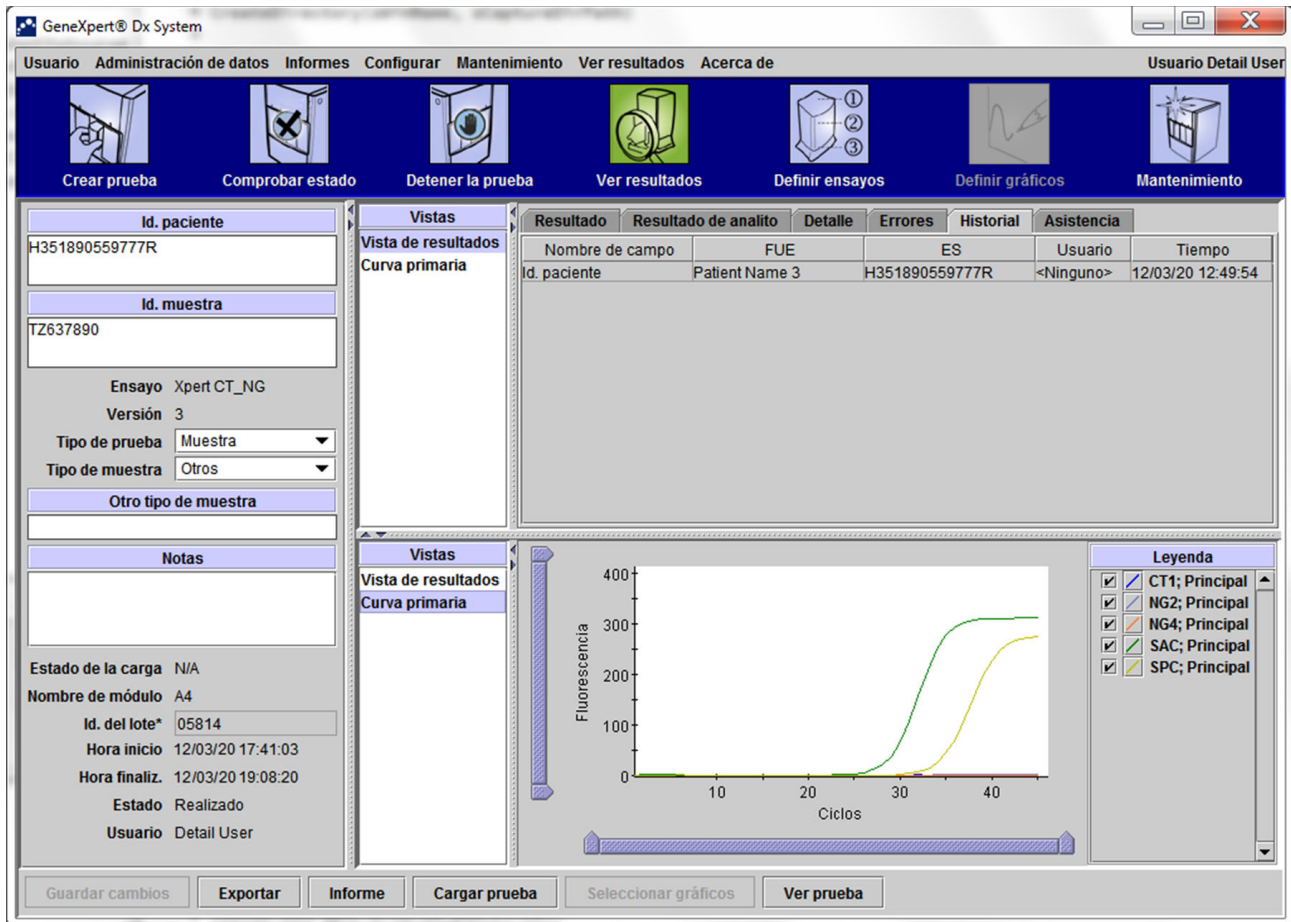 GeneXpert® Dx System
Usuario Administración de datos Informes Configurar Mantenimiento Ver resultados Acerca de Usuario Detail User
Crear prueba Comprobar estado Detener la prueba Ver resultados Definir ensayos Definir gráficos Mantenimiento
Id. paciente
H351890559777R
Id. muestra
TZ637890
Ensayo Xpert CT_NG
Versión 3
Tipo de prueba Muestra
Tipo de muestra Otros
Otro tipo de muestra
Notas
Estado de la carga N/A
Nombre de módulo A4
Id. del lote* 05814
Hora inicio 12/03/20 17:41:03
Hora finaliz. 12/03/20 19:08:20
Estado Realizado
Usuario Detail User
Vistas
Vista de resultados
Curva primaria
Resultado Resultado de analito Detalle Errores Historial Asistencia
Nombre de campo FUE ES Usuario Tiempo
Id. paciente Patient Name 3 H351890559777R <Ninguno> 12/03/20 12:49:54
Vistas
Vista de resultados
Curva primaria
Fluorescencia
400
300
200
100
0
10 20 30 40
Ciclos
Leyenda
CT1; Principal
NG2; Principal
NG4; Principal
SAC; Principal
SPC; Principal
Guardar cambios Exportar Informe Cargar prueba Seleccionar gráficos Ver prueba